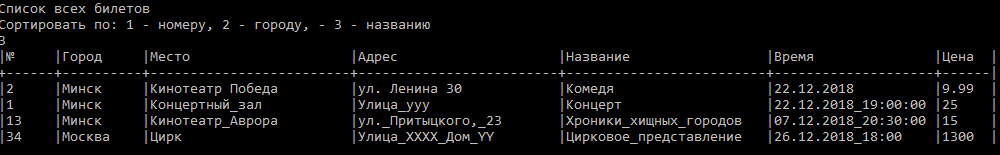 Список всех билетов
Сортировать по: 1 - номеру, 2 - городу, - 3 - названию
3
|№ |Город |Место |Адрес |Название |Время |Цена |
+------+----------+-------------------------+-------------------------+-------------------------+--------------------+------|
|2 |Минск |Кинотеатр Победа |ул. Ленина 30 |Комедя |22.12.2018 |9.99 |
|1 |Минск |Концертный_зал |Улица_yyy |Концерт |22.12.2018_19:00:00 |25 |
|13 |Минск |Кинотеатр_Аврора |ул._Притыцкого,_23 |Хроники_хищных_городов |07.12.2018_20:30:00 |15 |
|34 |Москва |Цирк |Улица_XXXX_Дом_YY |Цирковое_представление |26.12.2018_18:00 |1300 |